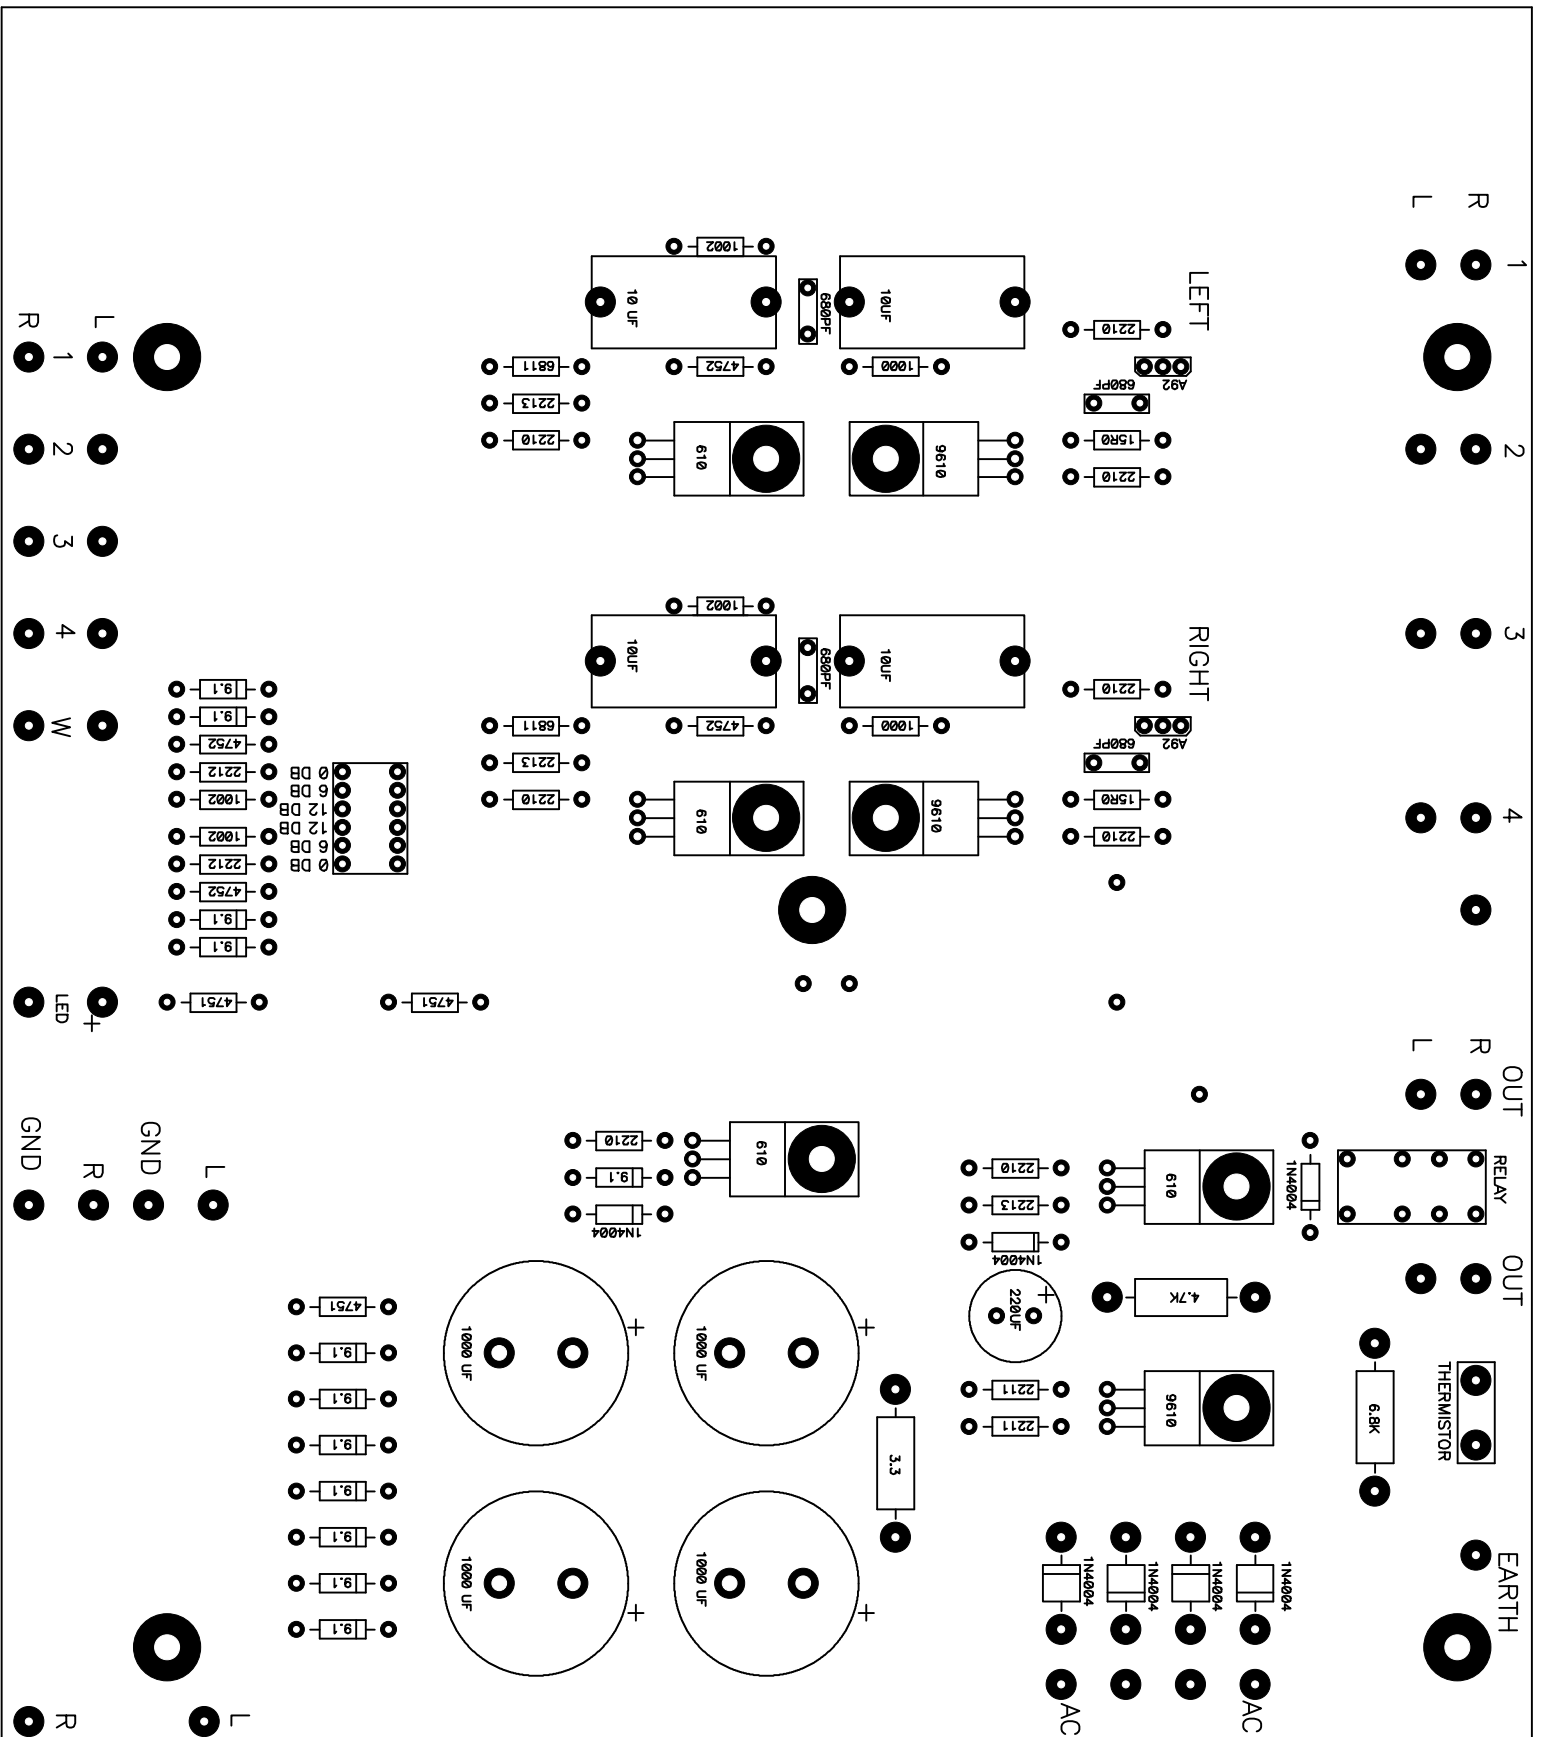 R
L
1
1002
LEFT
10 UF
680PF
10UF
2210
R
L
1
6811
4752
1000
A92
2213
680PF
2
2210
610
9610
15R0
2210
2
3
1002
3
4
10UF
680PF
10UF
RIGHT
2210
9.1
9.1
W
6811
4752
1000
A92
4752
2213
680PF
2212
0 DB
6 DB
1002
12 DB
2210
610
9610
15R0
4
12 DB
1002
6 DB
2210
2212
0 DB
4752
9.1
9.1
LED
+
4751
4751
L
R
OUT
GND
R
GND
L
2210
610
9.1
1N4004
2210
610
1N4004
RELAY
2213
1N4004
OUT
4751
220UF
+
4.7K
9.1
1000 UF
+
1000 UF
+
9.1
2211
9610
6.8K
THERMISTOR
2211
9.1
3.3
9.1
9.1
9.1
1000 UF
+
1000 UF
+
1N4004
1N4004
1N4004
1N4004
EARTH
9.1
R
L
AC
AC